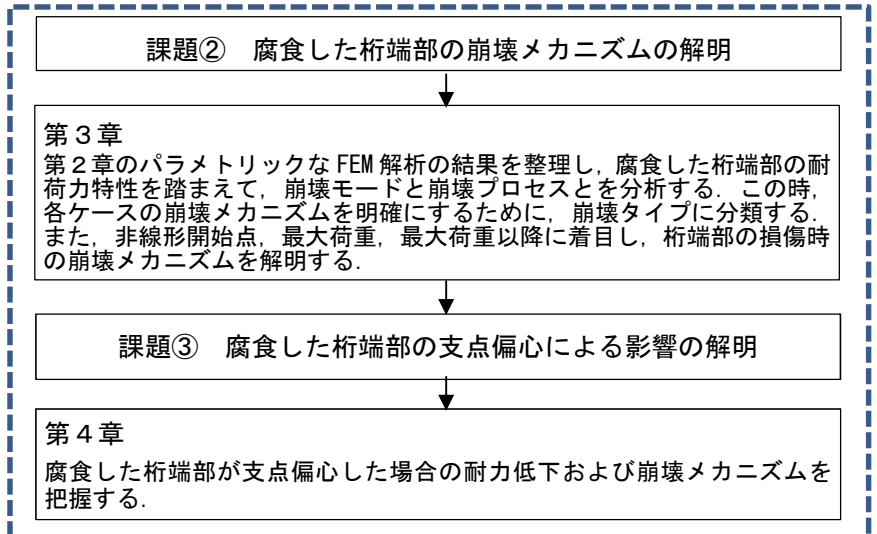 課題② 腐食した桁端部の崩壊メカニズムの解明
第３章
第２章のパラメトリックな FEM 解析の結果を整理し，腐食した桁端部の耐
荷力特性を踏まえて，崩壊モードと崩壊プロセスとを分析する．この時，
各ケースの崩壊メカニズムを明確にするために，崩壊タイプに分類する．
また，非線形開始点，最大荷重，最大荷重以降に着目し，桁端部の損傷時
の崩壊メカニズムを解明する．
課題③ 腐食した桁端部の支点偏心による影響の解明
第４章
腐食した桁端部が支点偏心した場合の耐力低下および崩壊メカニズムを
把握する．